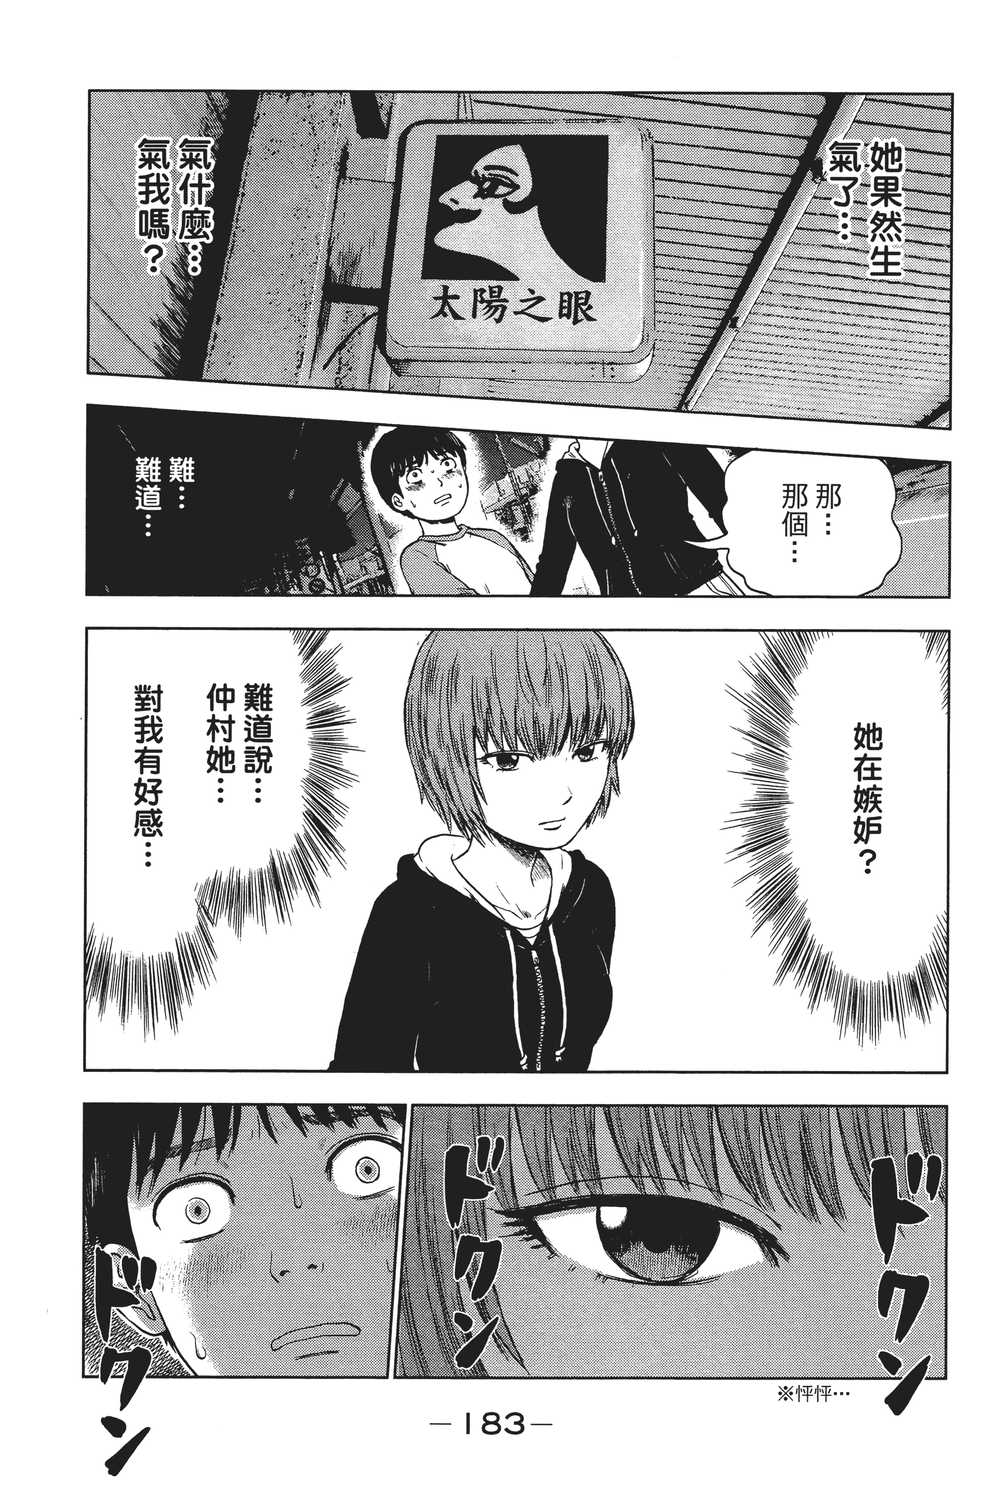 她果然生
氣了…
太陽之眼
氣什麼…
氣我嗎？
那…
那個…
難…
難道…
她在嫉妒？
難道說…
仲村她…
對我有好感…
ドクン
ドクン
ドクン
※怦怦…
—183—